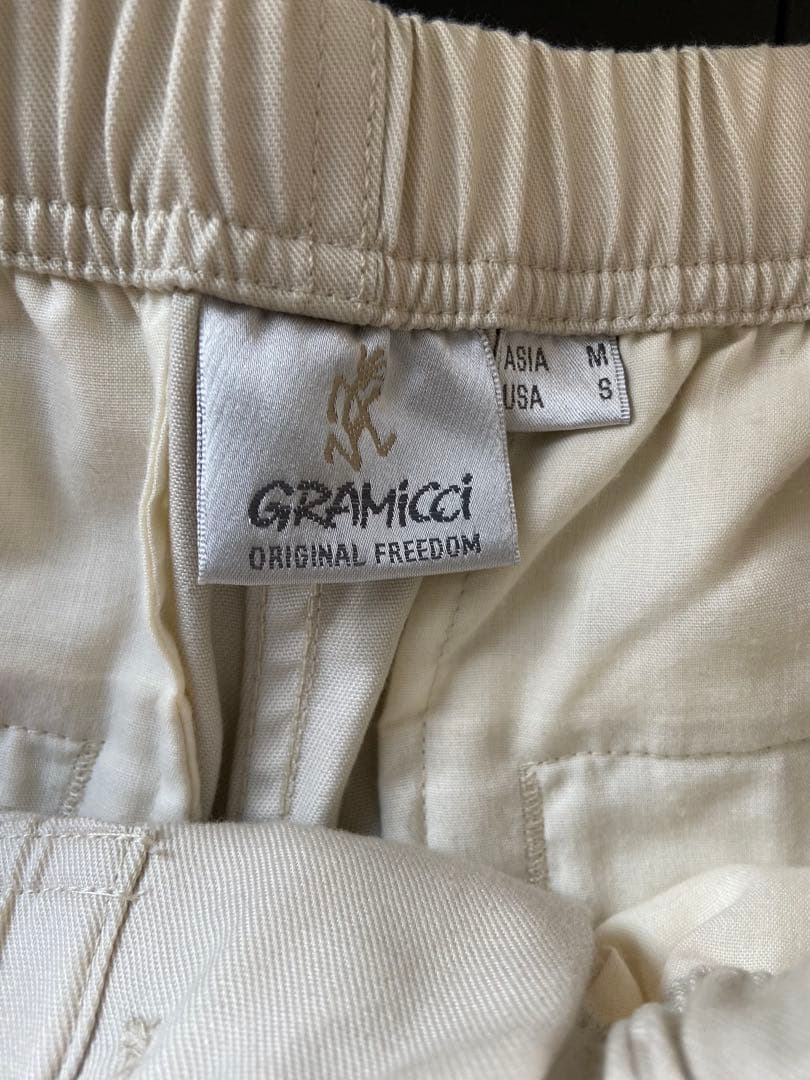 GRAMiCCi
ORIGINAL FREEDOM
ASIA M
USA S